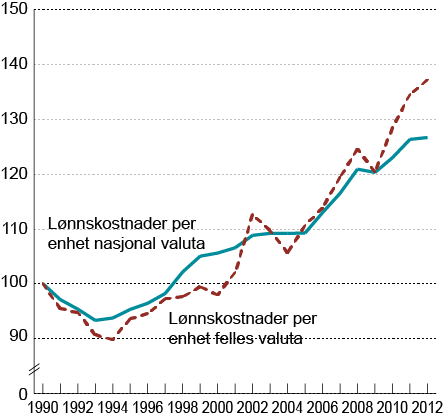 150
140
130
120
110
Lønnskostnader per
enhet nasjonal valuta
100
Lønnskostnader per
enhet felles valuta
90
0
1990 1992 1994 1996 1998 2000 2002 2004 2006 2008 2010 2012